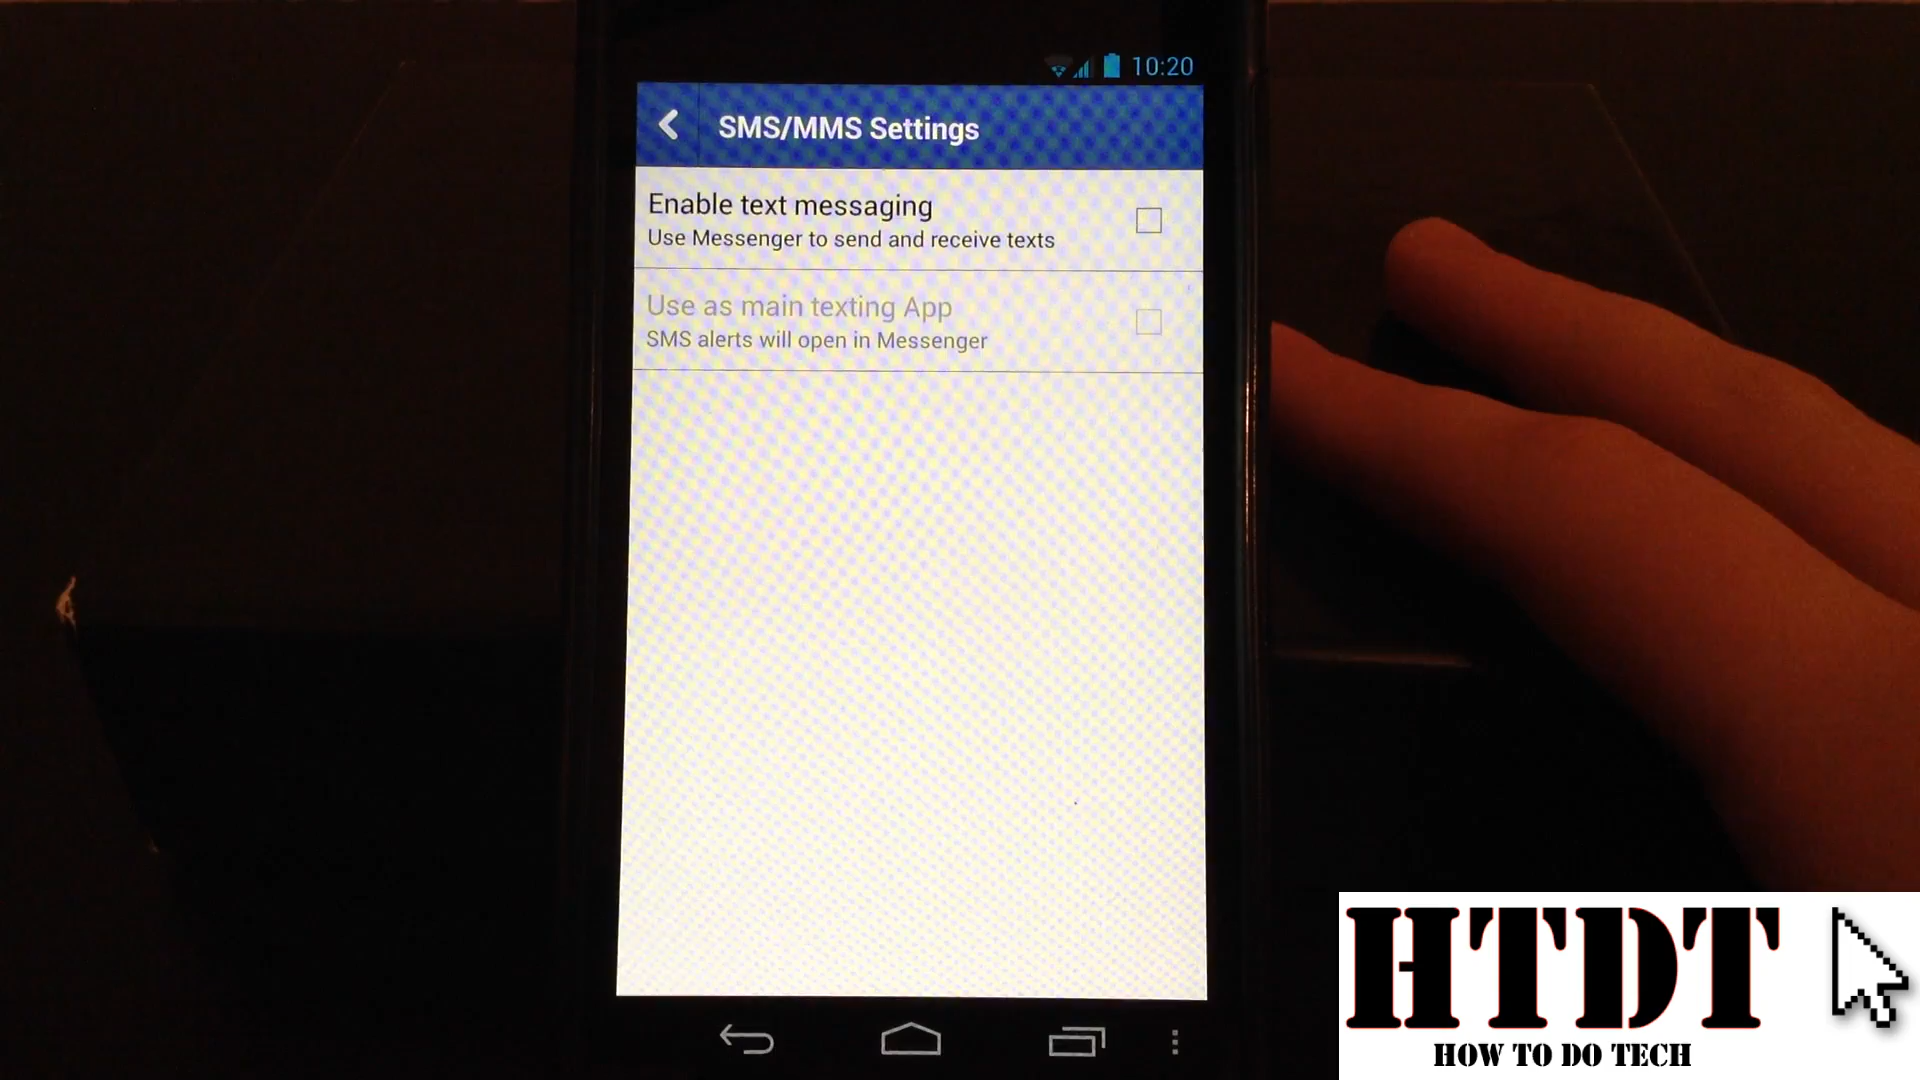 10:20
SMS/MMS Settings
Enable text messaging
Use Messenger to send and receive texts
Use as main texting App
SMS alerts will open in Messenger
HTDT
HOW TO DO TECH